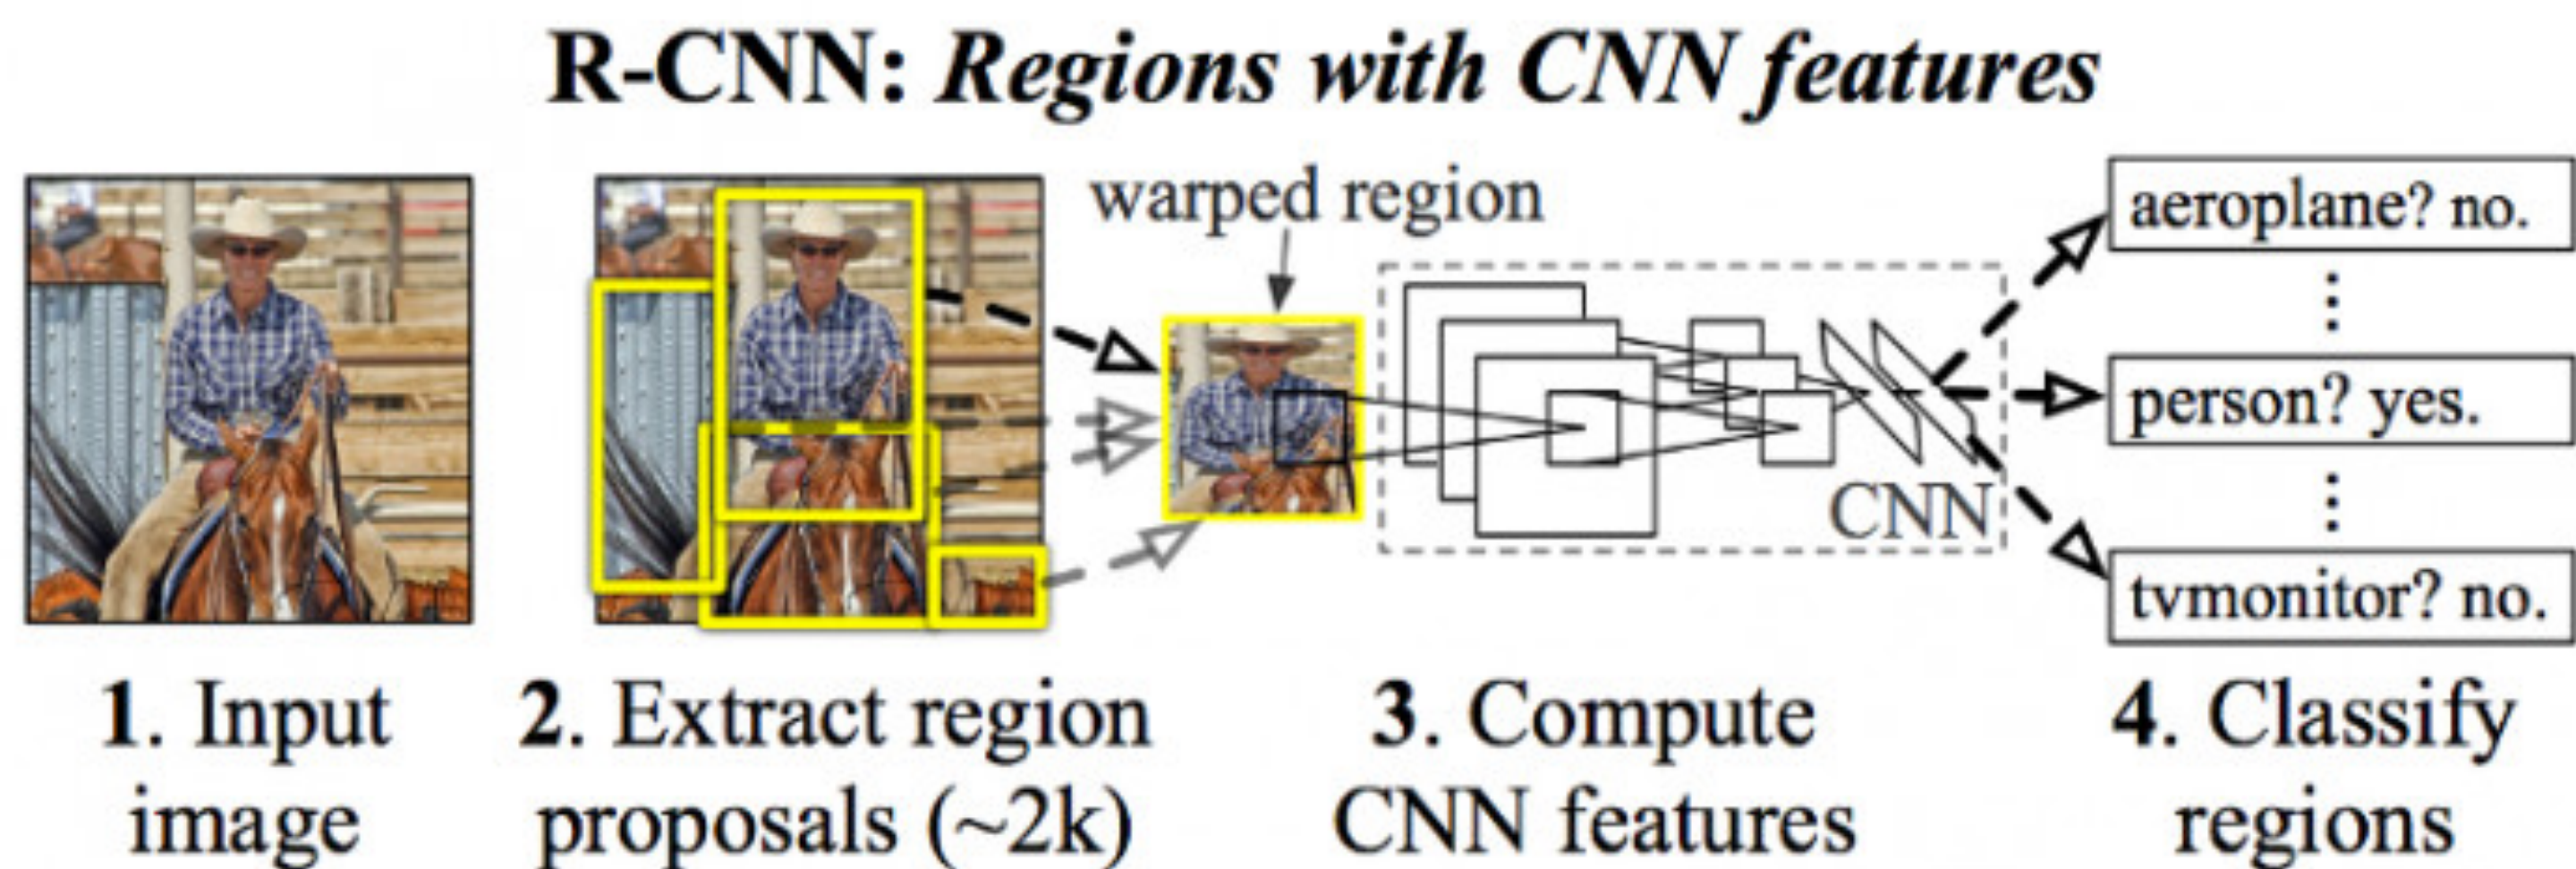 R-CNN: Regions with CNN features
warped region
aeroplane? no.
person? yes.
tvmonitor? no.
CNN
1. Input
image
2. Extract region
proposals (~2k)
3. Compute
CNN features
4. Classify
regions